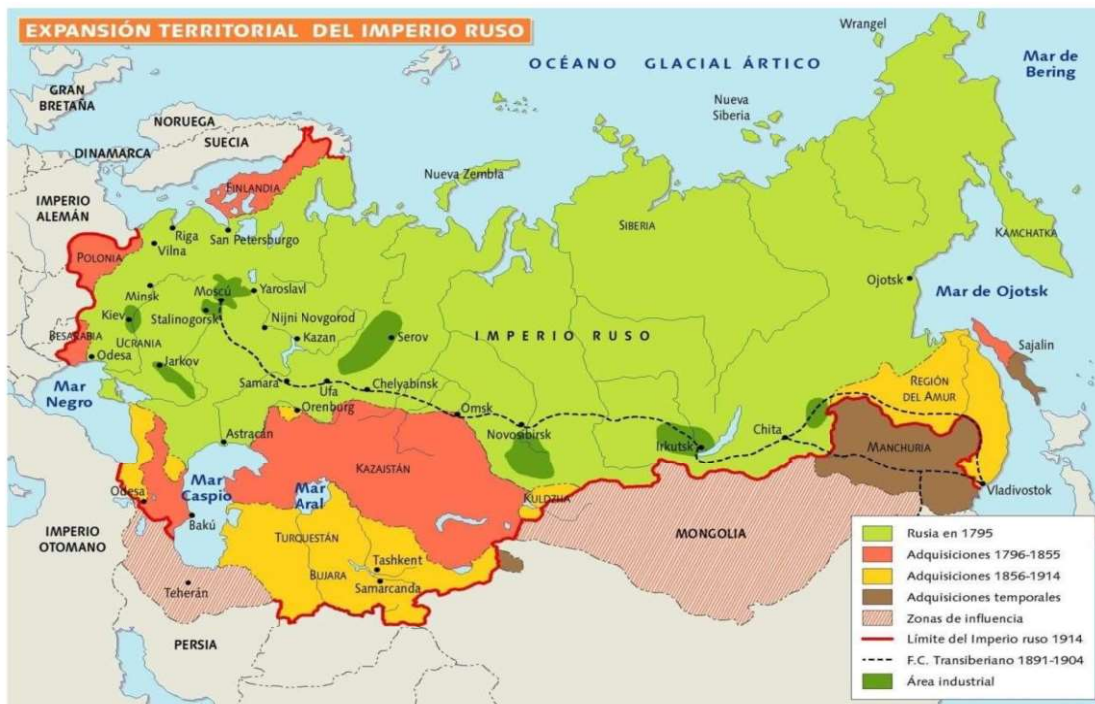 EXPANSIÓN TERRITORIAL DEL IMPERIO RUSO
Wrangel
Mar de
Bering
OCÉANO GLACIAL ÁRTICO
GRAN
BRETAÑA
Nueva
Siberia
NORUEGA
SUECIA
DINAMARCA
FINLANDIA
Nueva Zembla
IMPERIO
ALEMÁN
SIBERIA
KAMCHATKA
Riga
San Petersburgo
Vilna
POLONIA
Ojotsk
Minsk
Moscú
Yaroslavl
Mar de Ojotsk
Kiev
Stalinogorsk
Nijni Novgorod
BESARABIA
UCRANIA
Kazan
Serov
IMPERIO RUSO
Odesa
Jarkov
Sajalin
Mar
Negro
Samara
Ufa
Chelyabinsk
REGIÓN
DEL AMUR
Orenburg
Omsk
Astracán
Novosibirsk
Irkutsk
Chita
MANCHURIA
KAZAJSTÁN
Mar
Caspio
Mar
Aral
KULDZHA
Odesa
Vladivostok
Bakú
MONGOLIA
IMPERIO
OTOMANO
TURQUESTÁN
Tashkent
BUJARA
Samarcanda
Teherán
PERSIA
Rusia en 1795
Adquisiciones 1796-1855
Adquisiciones 1856-1914
Adquisiciones temporales
Zonas de influencia
Límite del Imperio ruso 1914
F.C. Transiberiano 1891-1904
Área industrial